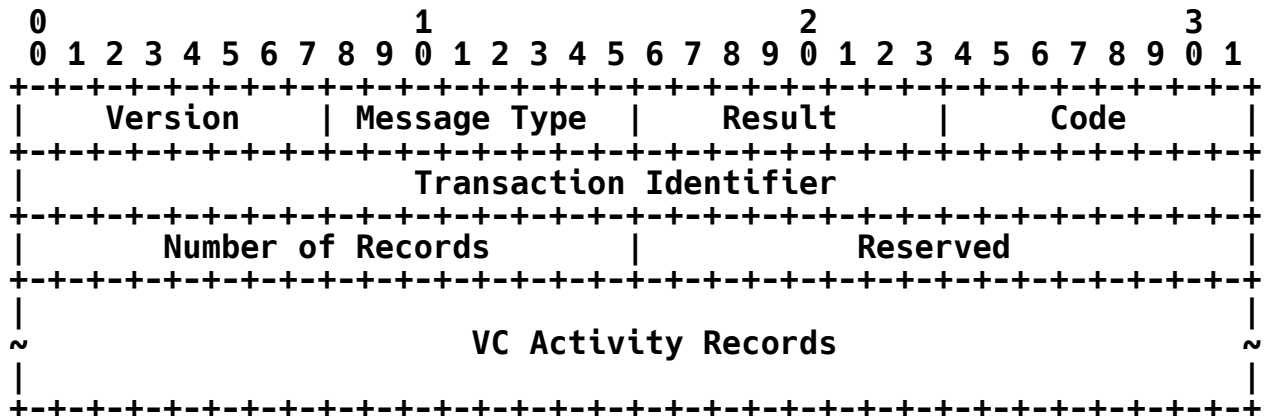 0                   1                   2                   3
 0 1 2 3 4 5 6 7 8 9 0 1 2 3 4 5 6 7 8 9 0 1 2 3 4 5 6 7 8 9 0 1
+-+-+-+-+-+-+-+-+-+-+-+-+-+-+-+-+-+-+-+-+-+-+-+-+-+-+-+-+-+-+-+-+
|    Version    | Message Type  |    Result     |     Code      |
+-+-+-+-+-+-+-+-+-+-+-+-+-+-+-+-+-+-+-+-+-+-+-+-+-+-+-+-+-+-+-+-+
|                    Transaction Identifier                     |
+-+-+-+-+-+-+-+-+-+-+-+-+-+-+-+-+-+-+-+-+-+-+-+-+-+-+-+-+-+-+-+-+
|       Number of Records       |           Reserved            |
+-+-+-+-+-+-+-+-+-+-+-+-+-+-+-+-+-+-+-+-+-+-+-+-+-+-+-+-+-+-+-+-+
|                                                               |
~                       VC Activity Records                     ~
|                                                               |
+-+-+-+-+-+-+-+-+-+-+-+-+-+-+-+-+-+-+-+-+-+-+-+-+-+-+-+-+-+-+-+-+